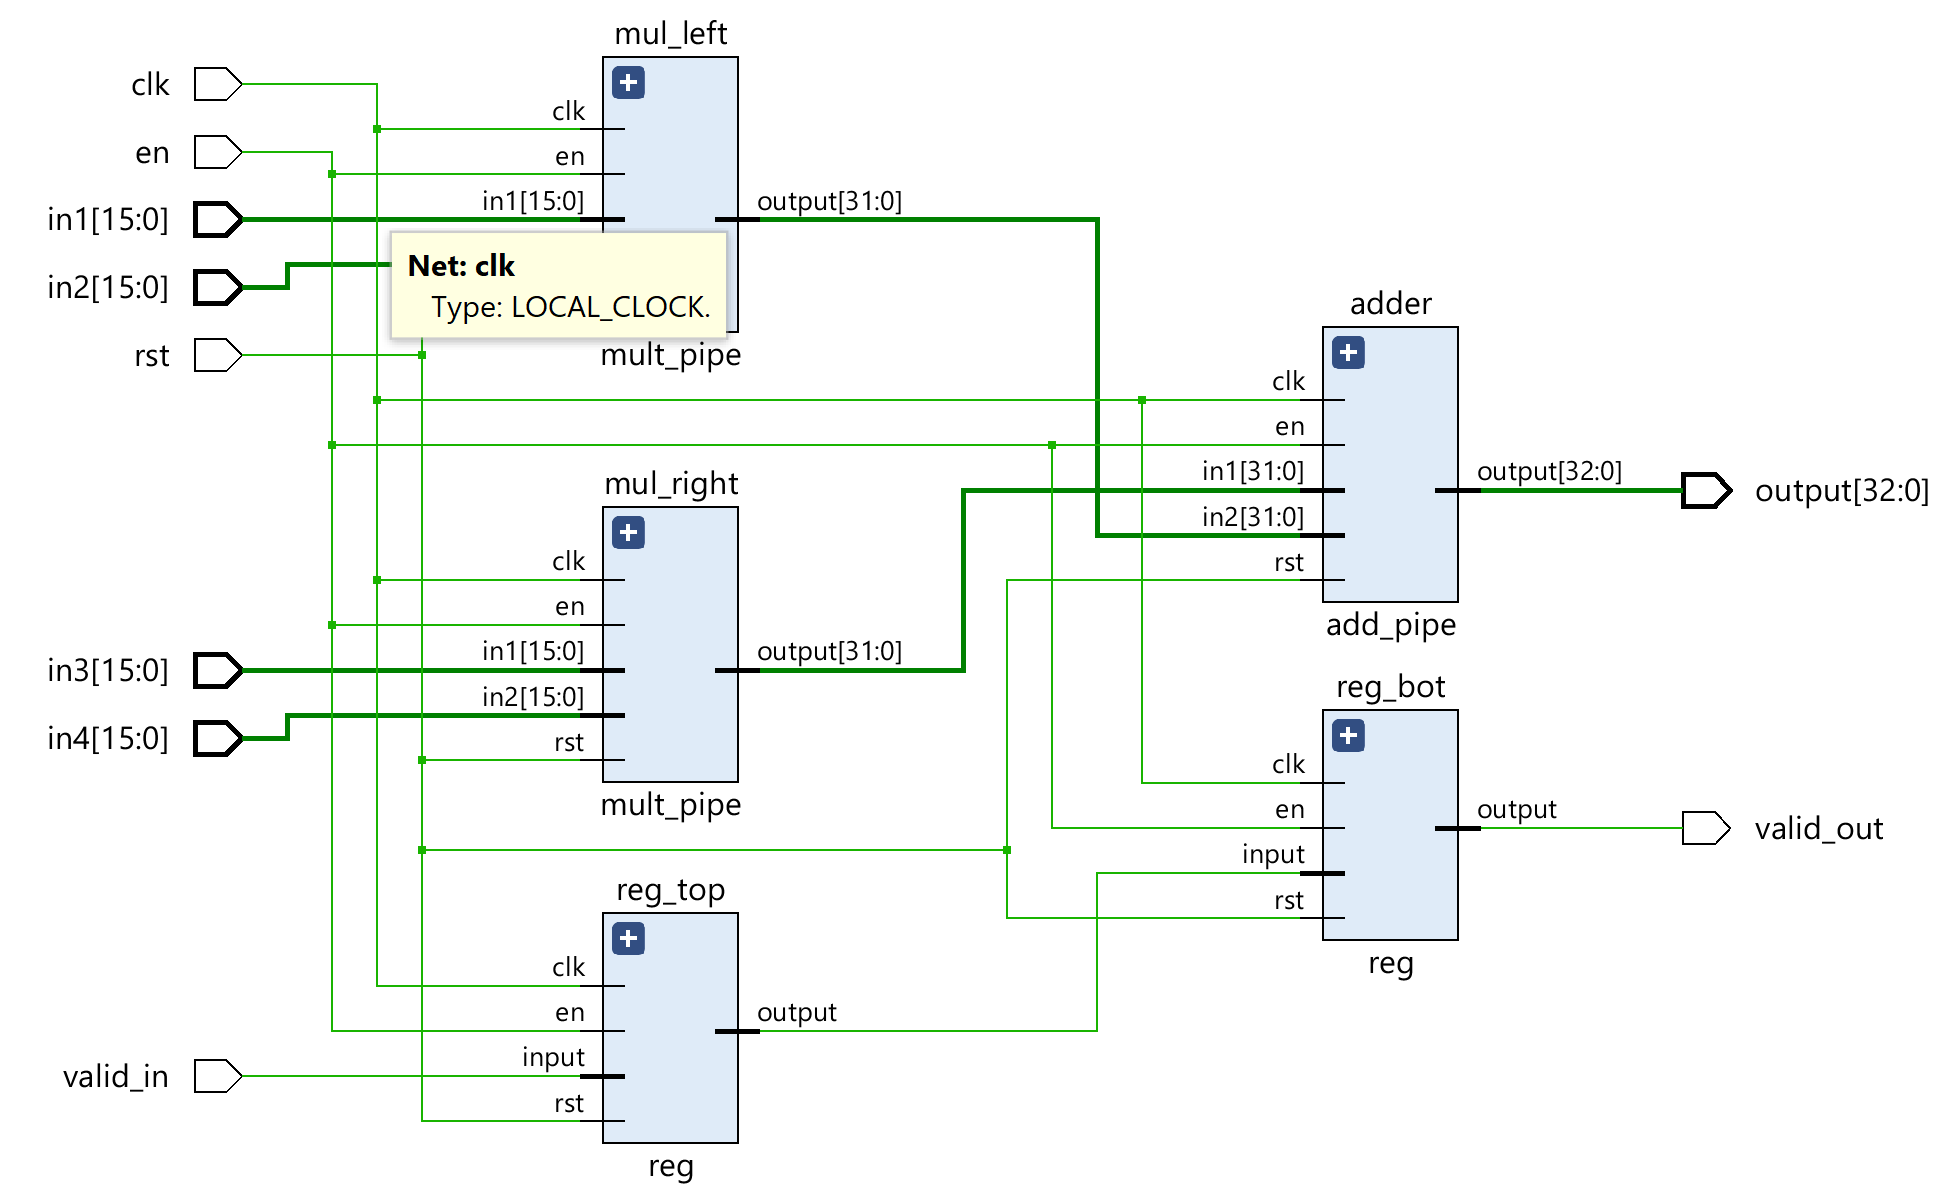 mul_left
clk
en
in1[15:0]
in2[15:0]
rst
clk
en
in1[15:0]
output[31:0]
Net: clk
Type: LOCAL_CLOCK.
mult_pipe
adder
clk
en
in1[31:0]
in2[31:0]
rst
output[32:0]
output[32:0]
add_pipe
mul_right
in3[15:0]
in4[15:0]
clk
en
in1[15:0]
in2[15:0]
rst
output[31:0]
mult_pipe
reg_bot
clk
en
input
rst
output
valid_out
reg
reg_top
clk
en
input
rst
output
valid_in
reg